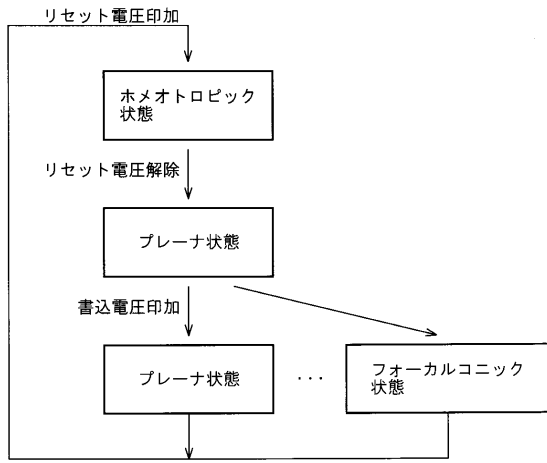 リセット電圧印加
ホメオトロピック
状態
リセット電圧解除
プレーナ状態
書込電圧印加
プレーナ状態
...
フォーカルコニック
状態